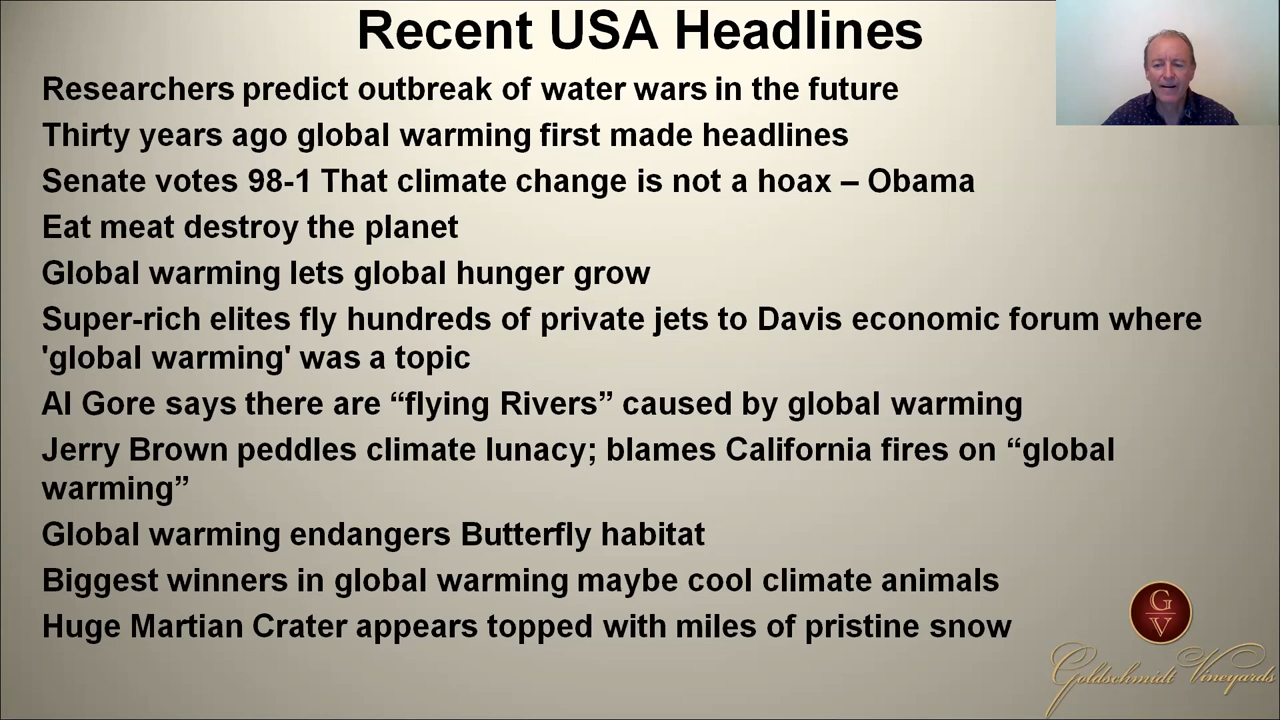 Recent USA Headlines
Researchers predict outbreak of water wars in the future
Thirty years ago global warming first made headlines
Senate votes 98-1 That climate change is not a hoax – Obama
Eat meat destroy the planet
Global warming lets global hunger grow
Super-rich elites fly hundreds of private jets to Davis economic forum where
'global warming' was a topic
Al Gore says there are “flying Rivers” caused by global warming
Jerry Brown peddles climate lunacy; blames California fires on “global
warming”
Global warming endangers Butterfly habitat
Biggest winners in global warming maybe cool climate animals
Huge Martian Crater appears topped with miles of pristine snow
G
V
Goldschmidt Vineyards